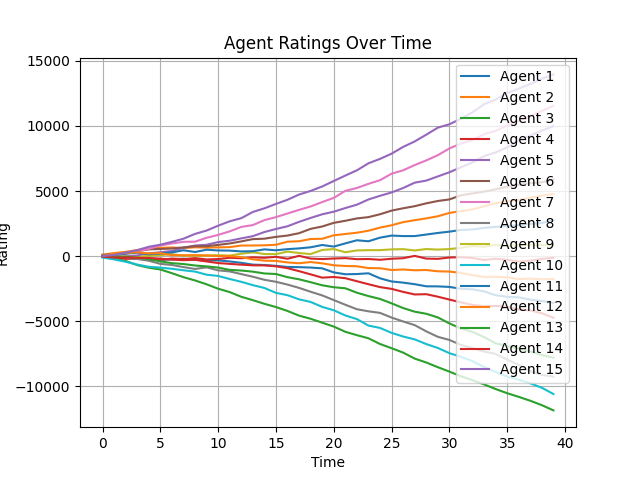 Agent Ratings Over Time
15000
10000
5000
0
−5000
−10000
Rating
0 5 10 15 20 25 30 35 40
Time
Agent 1
Agent 2
Agent 3
Agent 4
Agent 5
Agent 6
Agent 7
Agent 8
Agent 9
Agent 10
Agent 11
Agent 12
Agent 13
Agent 14
Agent 15